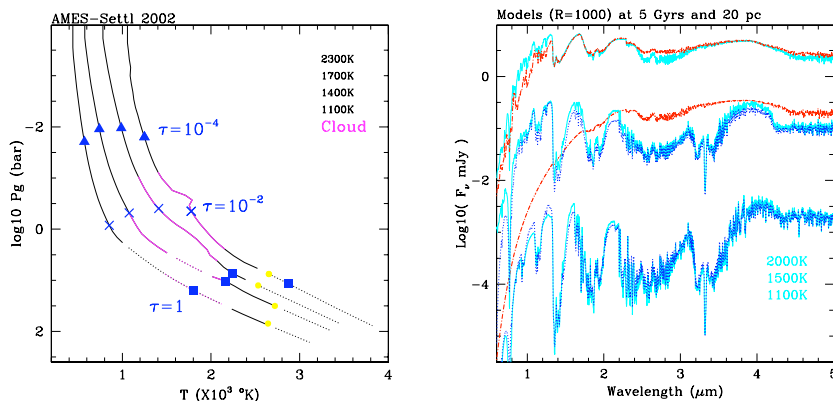 AMES-Settl 2002
2300K
1700K
1400K
1100K
Cloud
τ=10⁻⁴
τ=10⁻²
τ=1
log10 Pg (bar)
-2
0
2
1
2
3
4
T (X10³ °K)
Models (R=1000) at 5 Gyrs and 20 pc
Log10( Fν mJy )
0
-2
-4
2000K
1500K
1100K
1
2
3
4
5
Wavelength (μm)